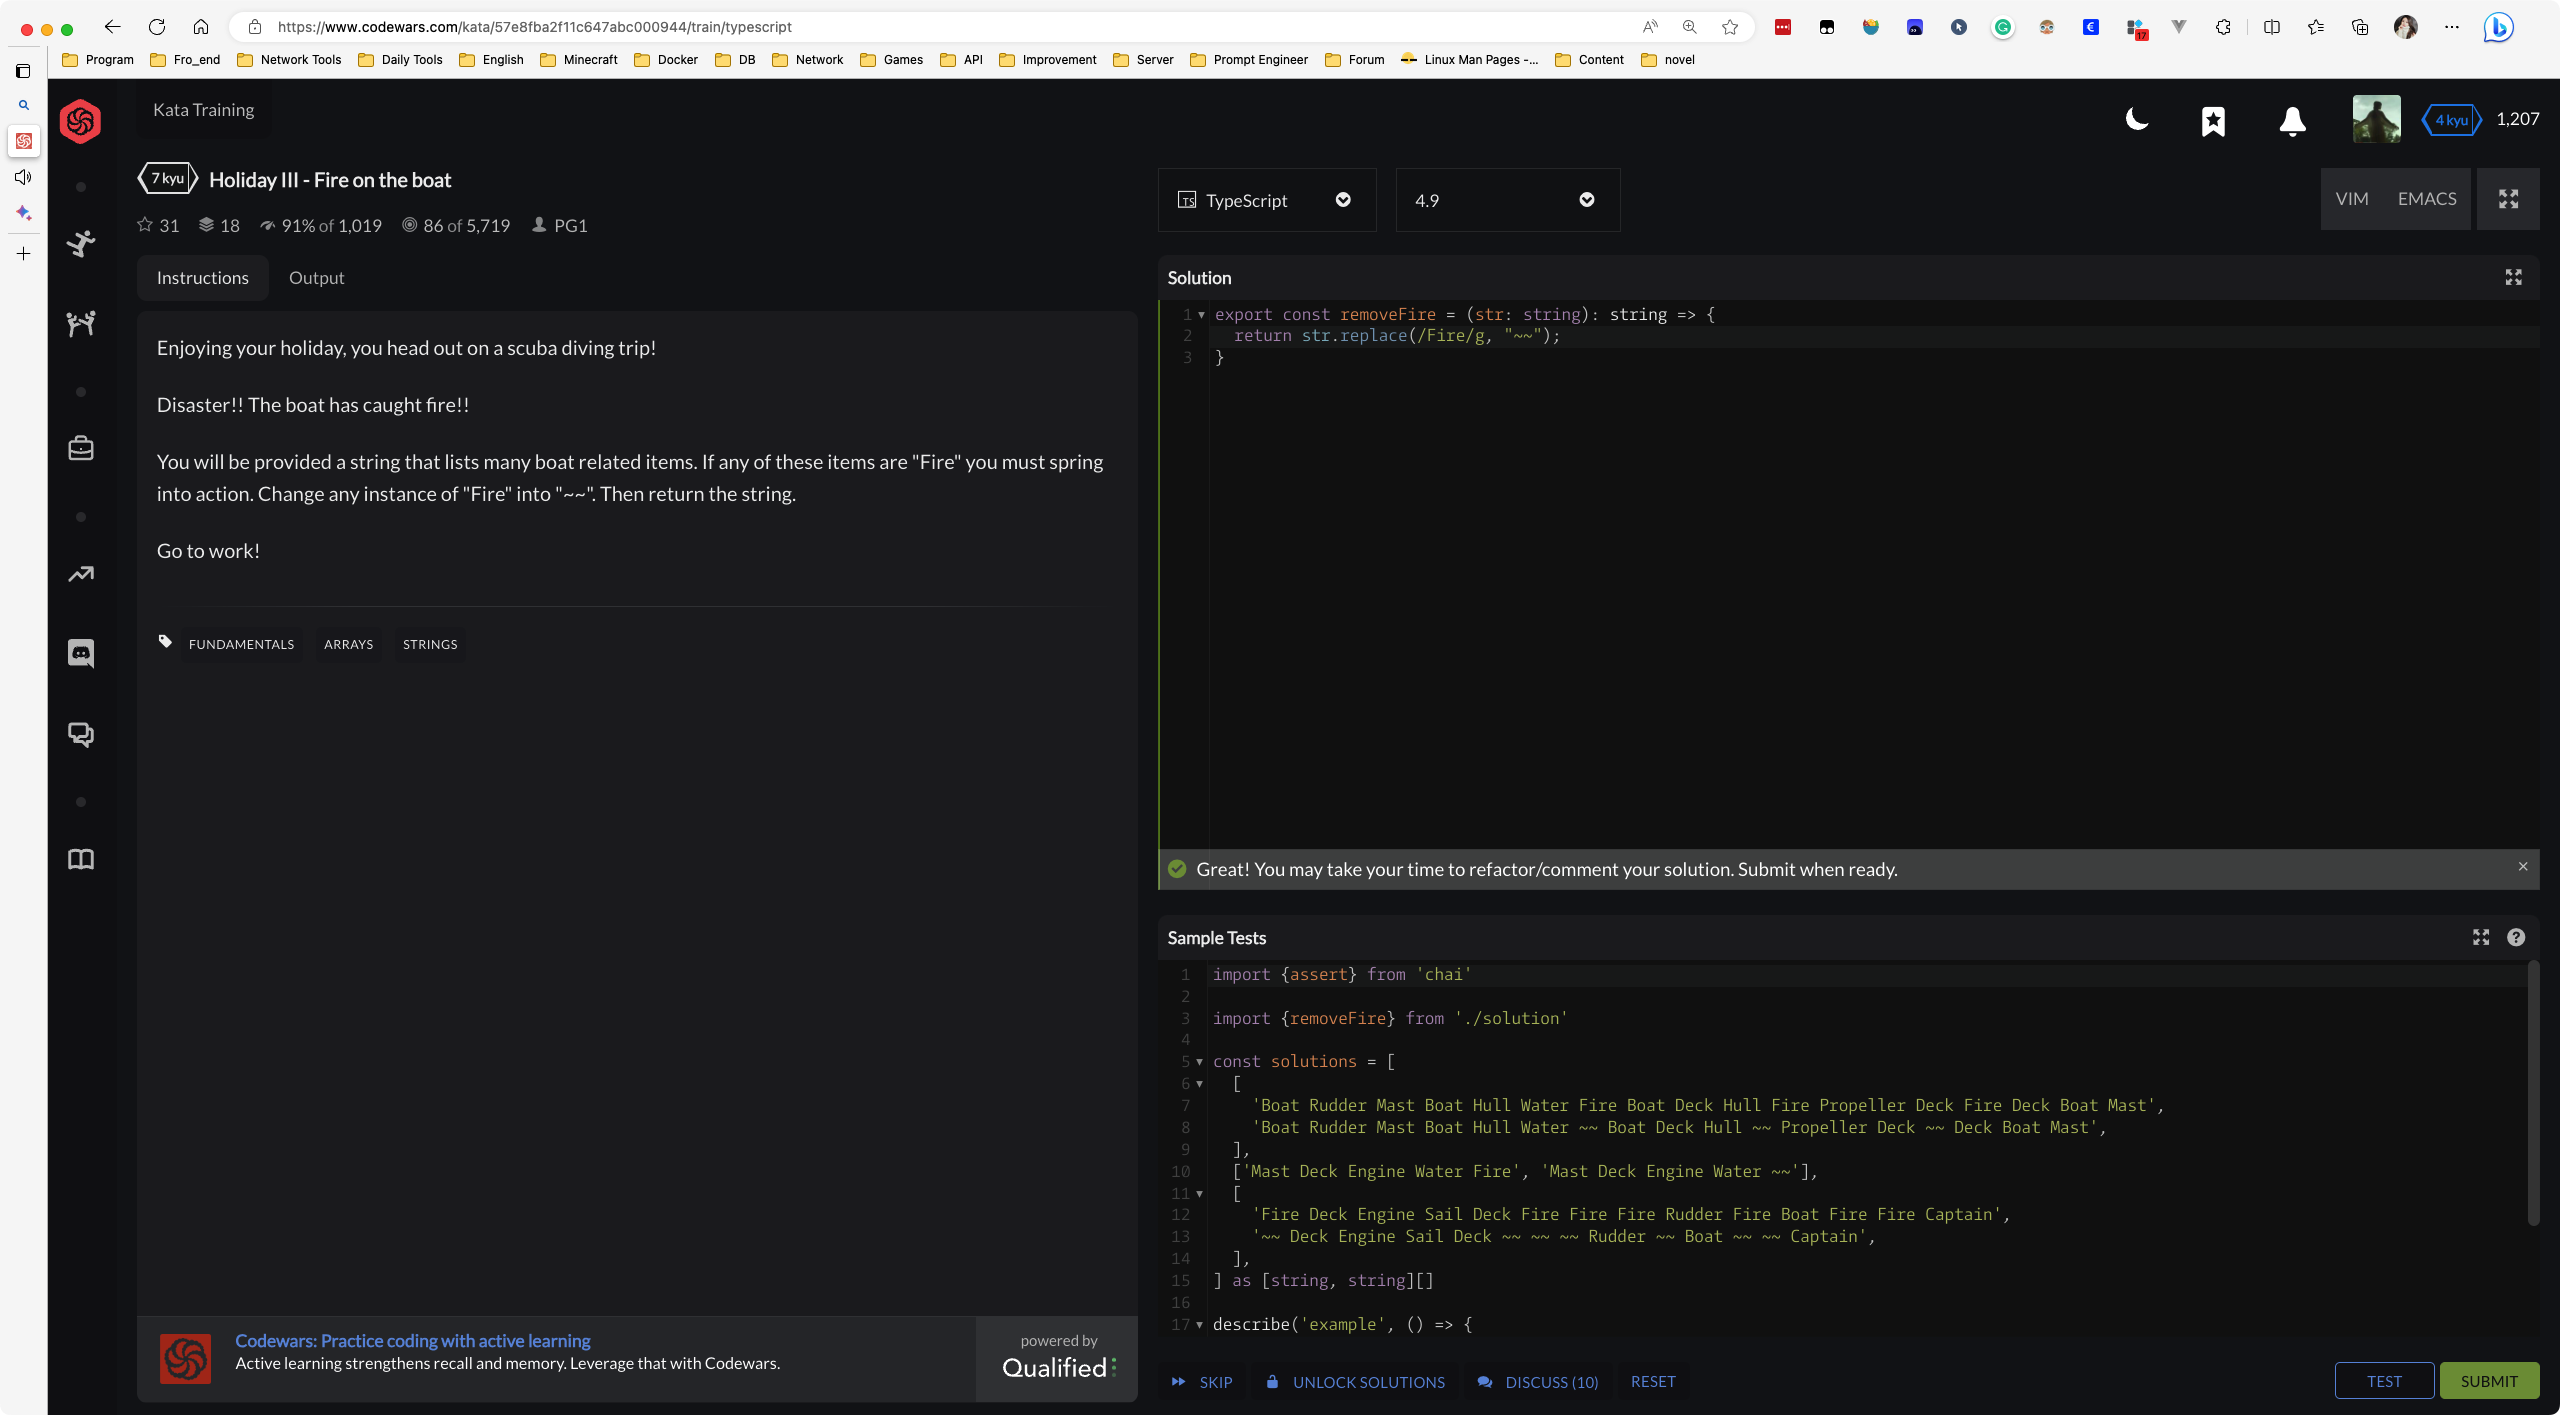 https://www.codewars.com/kata/57e8fba2f11c647abc000944/train/typescript
Program Fro_end Network Tools Daily Tools English Minecraft Docker DB Network Games API Improvement Server Prompt Engineer Forum Linux Man Pages -... Content novel
Kata Training
4 kyu 1,207
7 kyu Holiday III - Fire on the boat
31 18 91% of 1,019 86 of 5,719 PG1
TypeScript 4.9 VIM EMACS
Instructions Output
Enjoying your holiday, you head out on a scuba diving trip!
Disaster!! The boat has caught fire!!
You will be provided a string that lists many boat related items. If any of these items are "Fire" you must spring
into action. Change any instance of "Fire" into "~~". Then return the string.
Go to work!
FUNDAMENTALS ARRAYS STRINGS
Codewars: Practice coding with active learning
Active learning strengthens recall and memory. Leverage that with Codewars.
powered by
Qualified
Solution
1 export const removeFire = (str: string): string => {
2 return str.replace(/Fire/g, "~~");
3 }
Great! You may take your time to refactor/comment your solution. Submit when ready.
Sample Tests
1 import {assert} from 'chai'
2
3 import {removeFire} from './solution'
4
5 const solutions = [
6 [
7 'Boat Rudder Mast Boat Hull Water Fire Boat Deck Hull Fire Propeller Deck Fire Deck Boat Mast',
8 'Boat Rudder Mast Boat Hull Water ~~ Boat Deck Hull ~~ Propeller Deck ~~ Deck Boat Mast',
9 ],
10 ['Mast Deck Engine Water Fire', 'Mast Deck Engine Water ~~'],
11 [
12 'Fire Deck Engine Sail Deck Fire Fire Fire Rudder Fire Boat Fire Fire Captain',
13 '~~ Deck Engine Sail Deck ~~ ~~ ~~ Rudder ~~ Boat ~~ ~~ Captain',
14 ],
15 ] as [string, string][]
16
17 describe('example', () => {
SKIP UNLOCK SOLUTIONS DISCUSS (10) RESET TEST SUBMIT